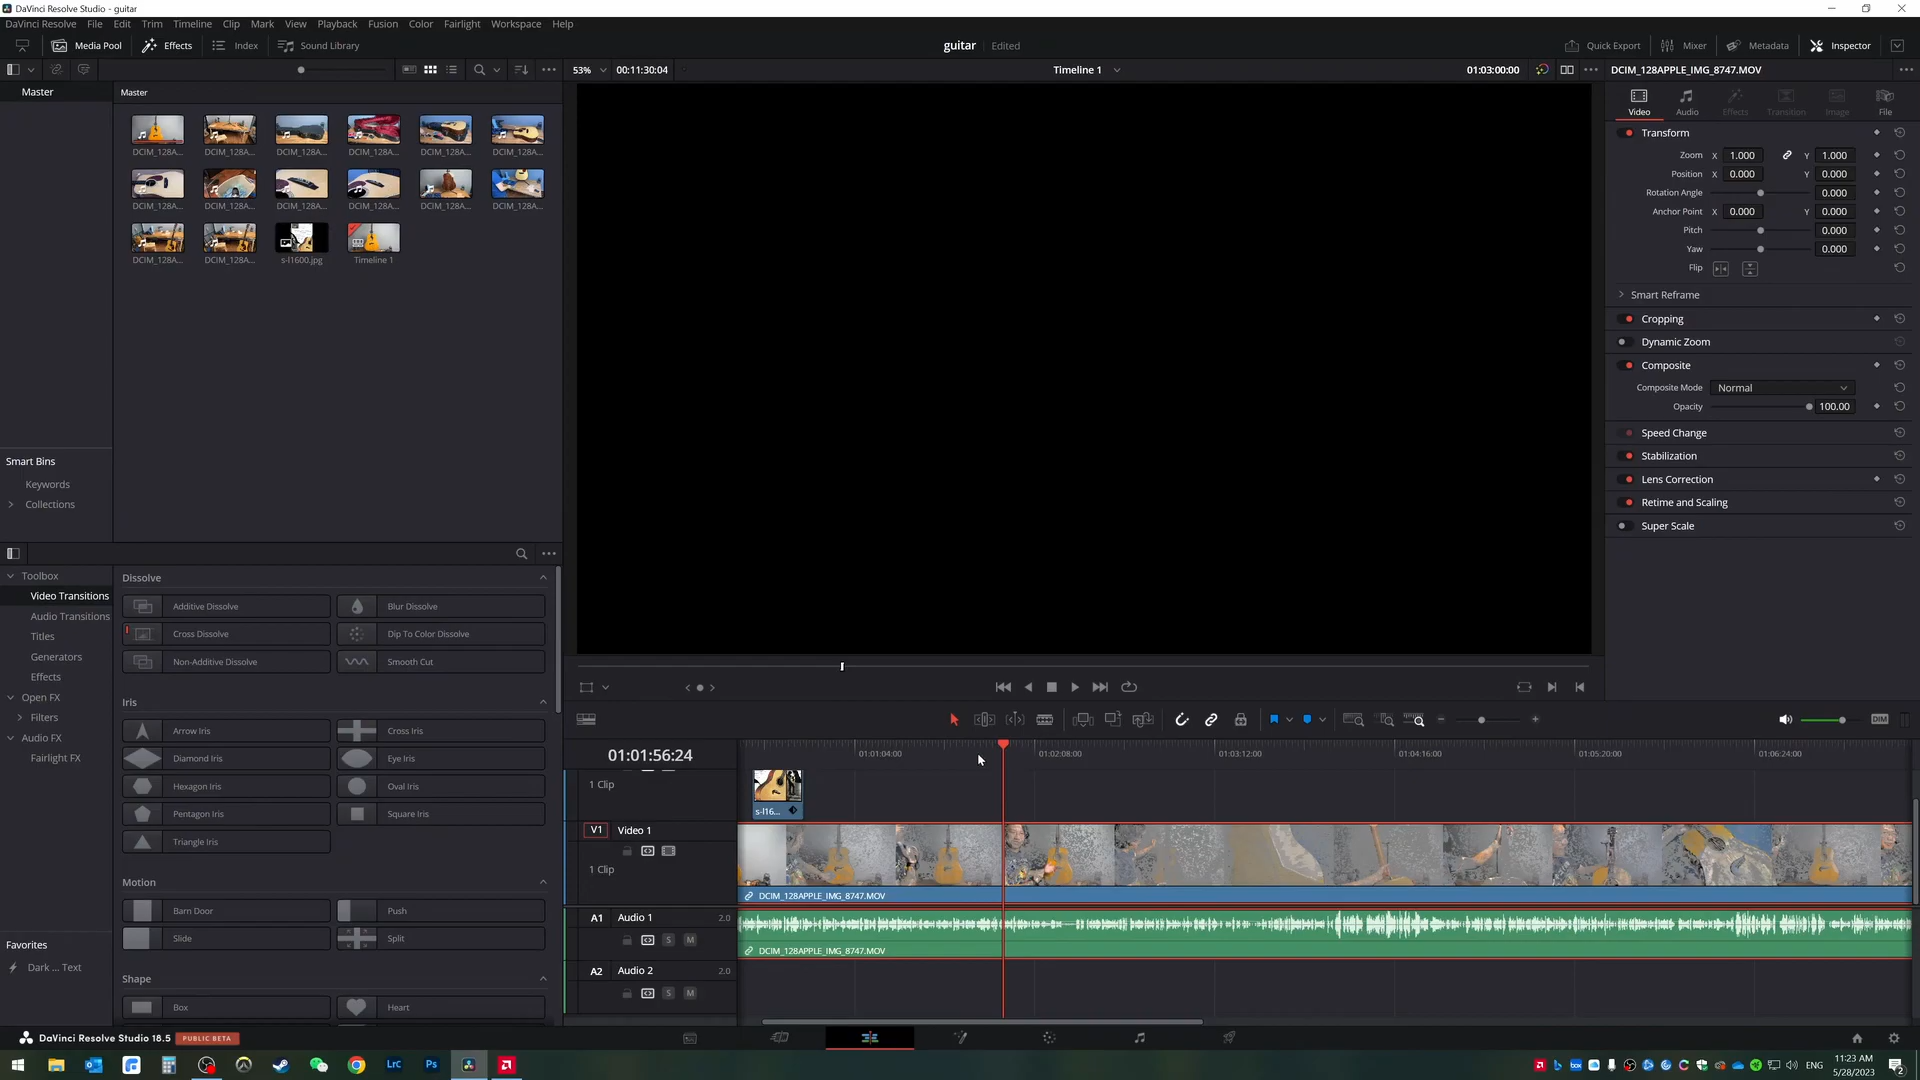 DaVinci Resolve Studio - guitar
DaVinci Resolve File Edit Trim Timeline Clip Mark View Playback Fusion Color Fairlight Workspace Help
Media Pool Effects Index Sound Library guitar Edited Quick Export Mixer Metadata Inspector
53% 00:11:30:04 Timeline 1 01:03:00:00 DCIM_128APPLE_IMG_8747.MOV
Master
Master
DCIM_128A... DCIM_128A... DCIM_128A... DCIM_128A... DCIM_128A... DCIM_128A...
DCIM_128A... DCIM_128A... DCIM_128A... DCIM_128A... DCIM_128A... DCIM_128A...
DCIM_128A... DCIM_128A... s-l1600.jpg Timeline 1
Smart Bins
Keywords
Collections
Toolbox
Video Transitions
Audio Transitions
Titles
Generators
Effects
Open FX
Filters
Audio FX
Fairlight FX
Favorites
Dark ... Text
Dissolve
Additive Dissolve Blur Dissolve
Cross Dissolve Dip To Color Dissolve
Non-Additive Dissolve Smooth Cut
Iris
Arrow Iris Cross Iris
Diamond Iris Eye Iris
Hexagon Iris Oval Iris
Pentagon Iris Square Iris
Triangle Iris
Motion
Barn Door Push
Slide Split
Shape
Box Heart
Video Audio Effects Transition Image File
Transform
Zoom X 1.000 Y 1.000
Position X 0.000 Y 0.000
Rotation Angle 0.000
Anchor Point X 0.000 Y 0.000
Pitch 0.000
Yaw 0.000
Flip
Smart Reframe
Cropping
Dynamic Zoom
Composite
Composite Mode Normal
Opacity 100.00
Speed Change
Stabilization
Lens Correction
Retime and Scaling
Super Scale
DIM
01:01:56:24 01:01:04:00 01:02:08:00 01:03:12:00 01:04:16:00 01:05:20:00 01:06:24:00
1 Clip
s-l16...
V1 Video 1
1 Clip
DCIM_128APPLE_IMG_8747.MOV
A1 Audio 1 2.0
S M
DCIM_128APPLE_IMG_8747.MOV
A2 Audio 2 2.0
S M
DaVinci Resolve Studio 18.5 PUBLIC BETA
LrC Ps
ENG
11:23 AM
5/28/2023
2